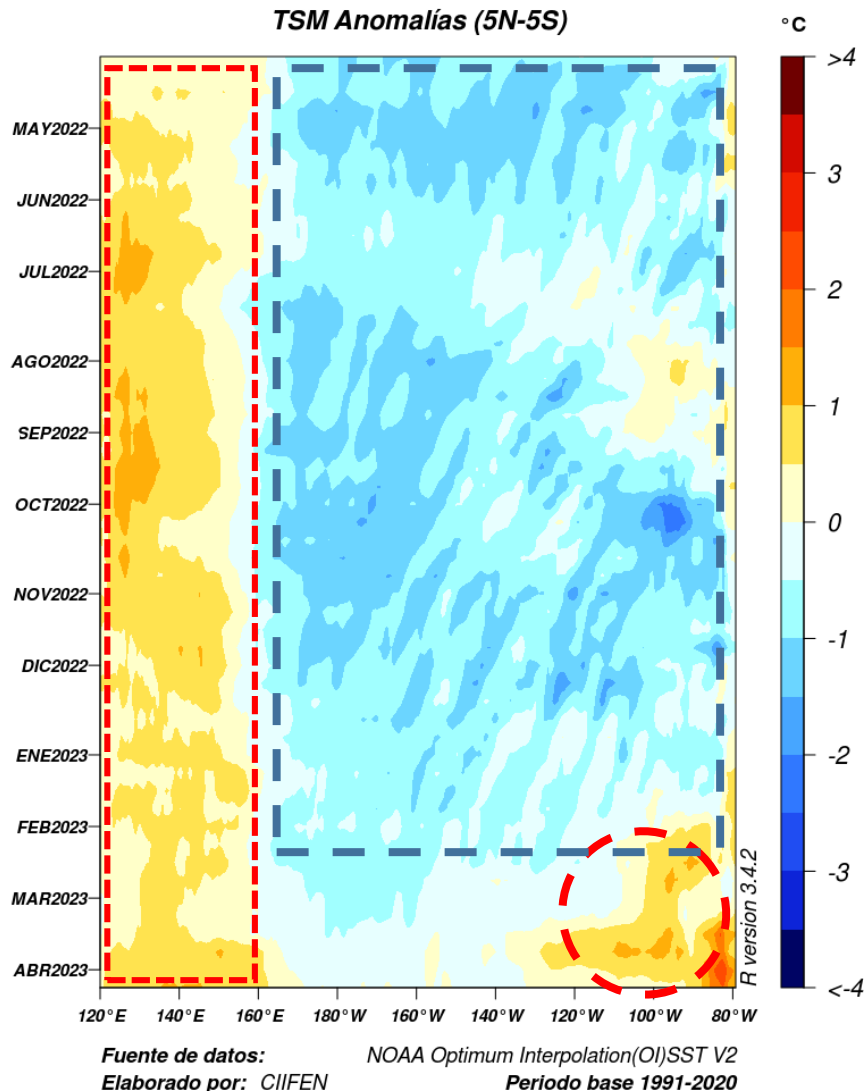 TSM Anomalías (5N-5S)
°C
>4
3
2
1
0
-1
-2
-3
<-4
MAY2022
JUN2022
JUL2022
AGO2022
SEP2022
OCT2022
NOV2022
DIC2022
ENE2023
FEB2023
MAR2023
ABR2023
R version 3.4.2
120°E 140°E 160°E 180°W 160°W 140°W 120°W 100°W 80°W
Fuente de datos: NOAA Optimum Interpolation(OI)SST V2
Elaborado por: CIIFEN Periodo base 1991-2020